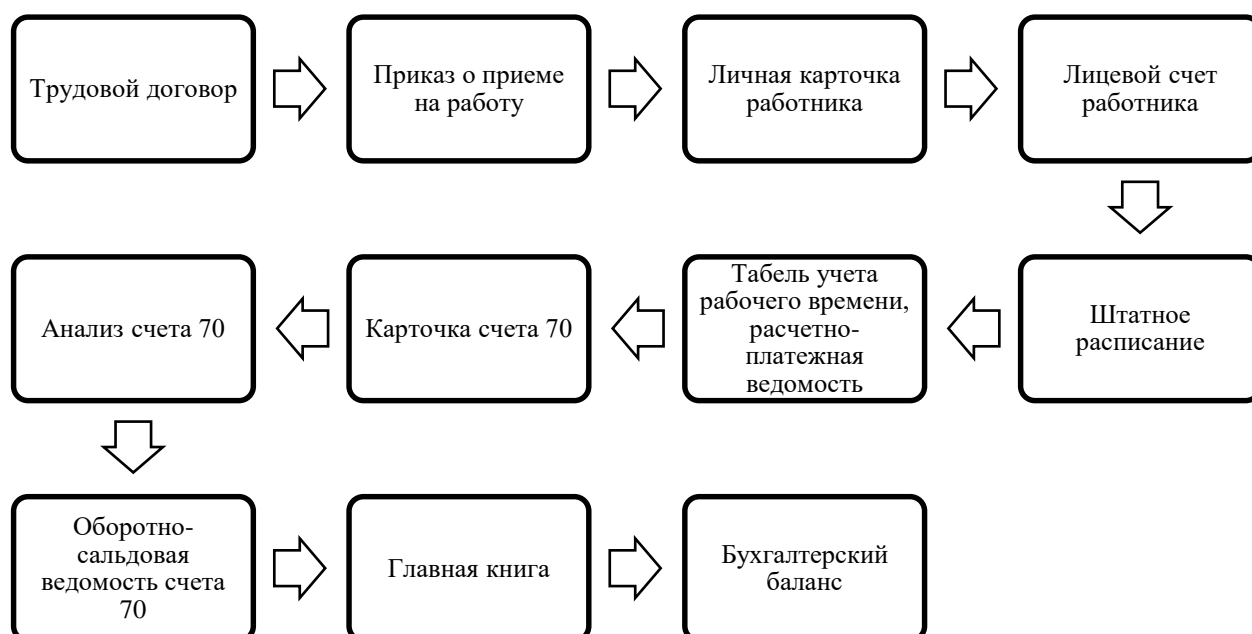 Трудовой договор
Приказ о приеме
на работу
Личная карточка
работника
Лицевой счет
работника
Штатное
расписание
Табель учета
рабочего времени,
расчетно-
платежная
ведомость
Карточка счета 70
Анализ счета 70
Оборотно-
сальдовая
ведомость счета
70
Главная книга
Бухгалтерский
баланс